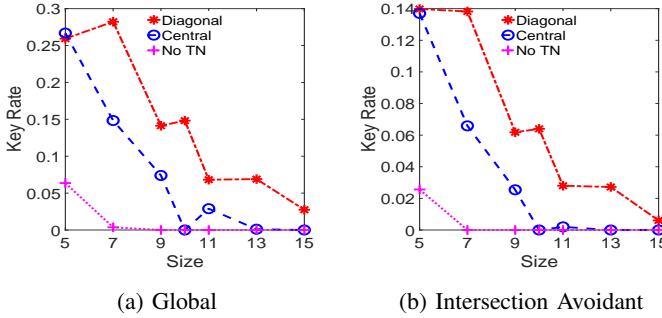 0.3
0.25
0.2
0.15
0.1
0.05
0
Key Rate
Diagonal
Central
No TN
5 7 9 11 13 15
Size
(a) Global
0.14
0.12
0.1
0.08
0.06
0.04
0.02
0
Key Rate
Diagonal
Central
No TN
5 7 9 11 13 15
Size
(b) Intersection Avoidant